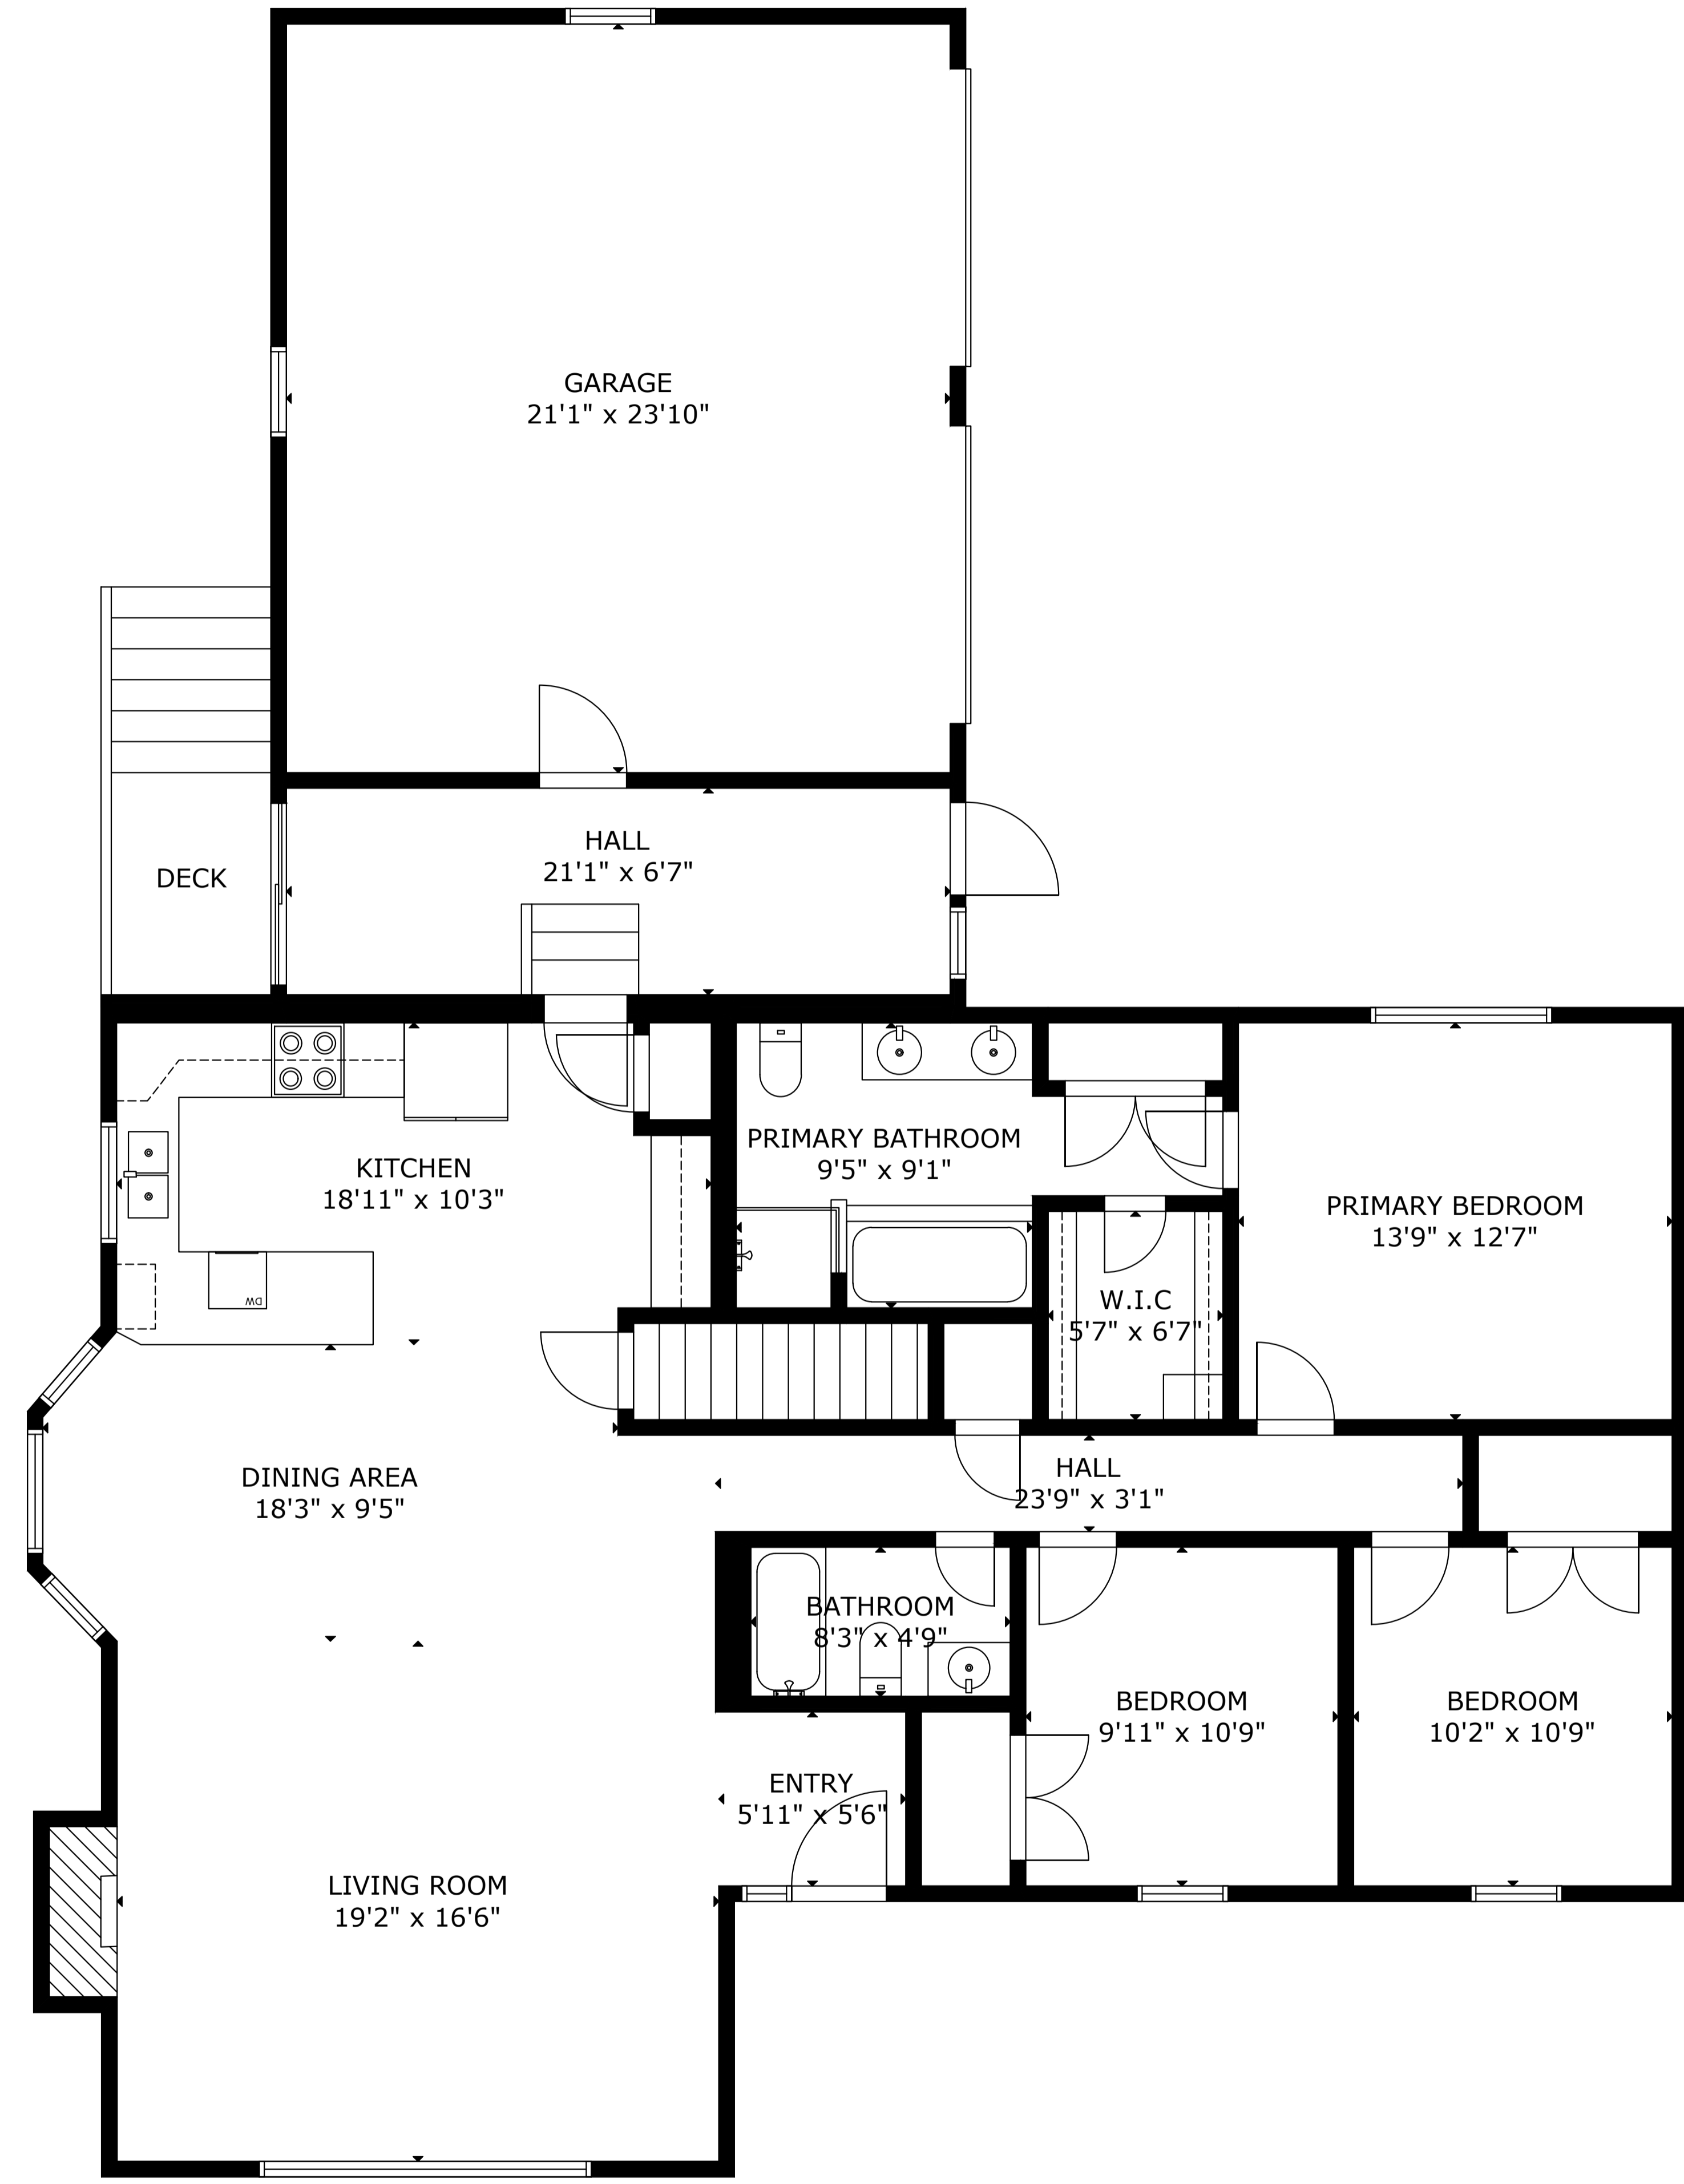 GARAGE
21'1" x 23'10"
HALL
21'1" x 6'7"
DECK
KITCHEN
18'11" x 10'3"
DW
PRIMARY BATHROOM
9'5" x 9'1"
PRIMARY BEDROOM
13'9" x 12'7"
W.I.C
5'7" x 6'7"
DINING AREA
18'3" x 9'5"
HALL
23'9" x 3'1"
BATHROOM
8'3" x 4'9"
BEDROOM
9'11" x 10'9"
BEDROOM
10'2" x 10'9"
ENTRY
5'11" x 5'6"
LIVING ROOM
19'2" x 16'6"